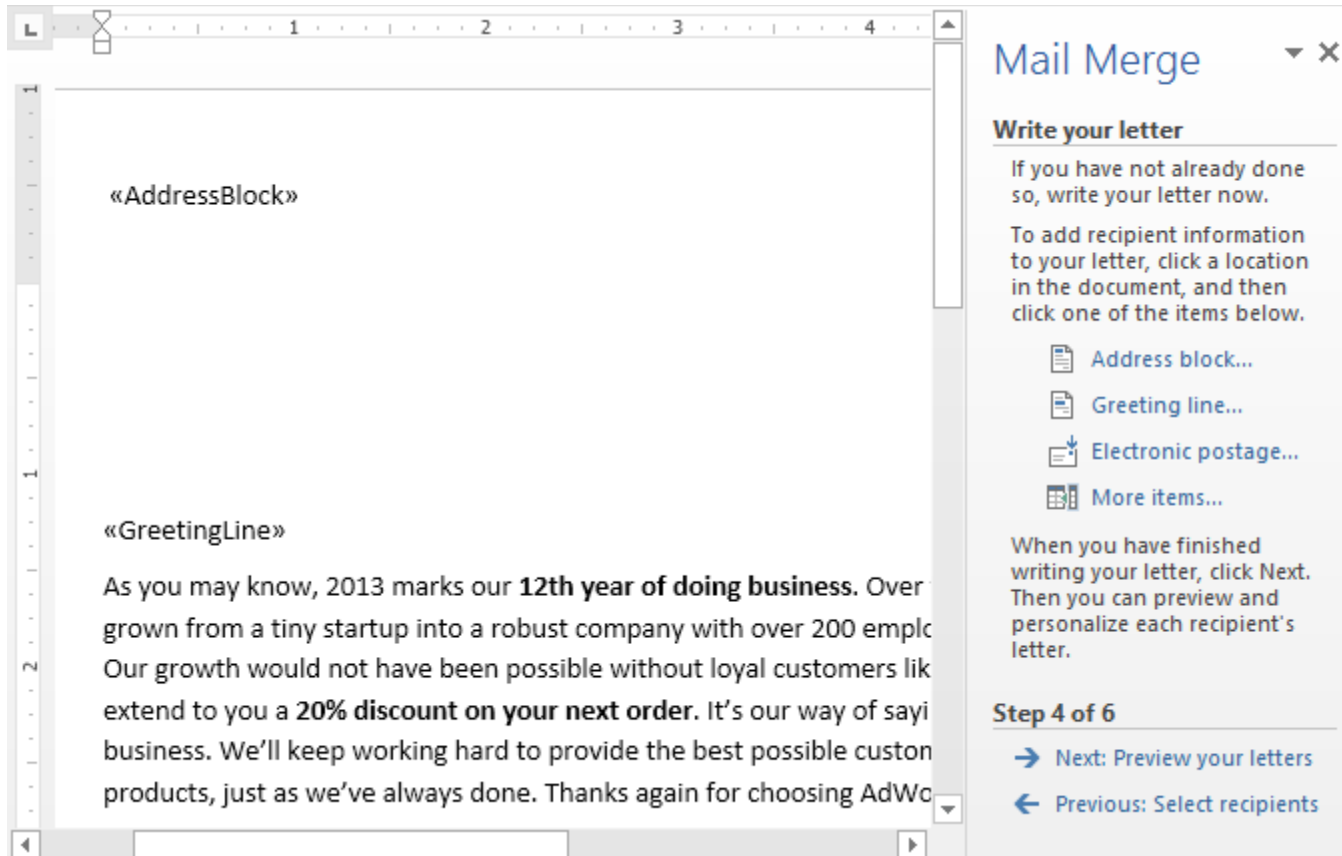 L 1 2 3 4
1
«AddressBlock»
1
«GreetingLine»
As you may know, 2013 marks our 12th year of doing business. Over
grown from a tiny startup into a robust company with over 200 emplo
2
Our growth would not have been possible without loyal customers lik
extend to you a 20% discount on your next order. It’s our way of sayi
business. We’ll keep working hard to provide the best possible custom
products, just as we’ve always done. Thanks again for choosing AdWo
Mail Merge
Write your letter
If you have not already done
so, write your letter now.
To add recipient information
to your letter, click a location
in the document, and then
click one of the items below.
Address block...
Greeting line...
Electronic postage...
More items...
When you have finished
writing your letter, click Next.
Then you can preview and
personalize each recipient's
letter.
Step 4 of 6
Next: Preview your letters
Previous: Select recipients